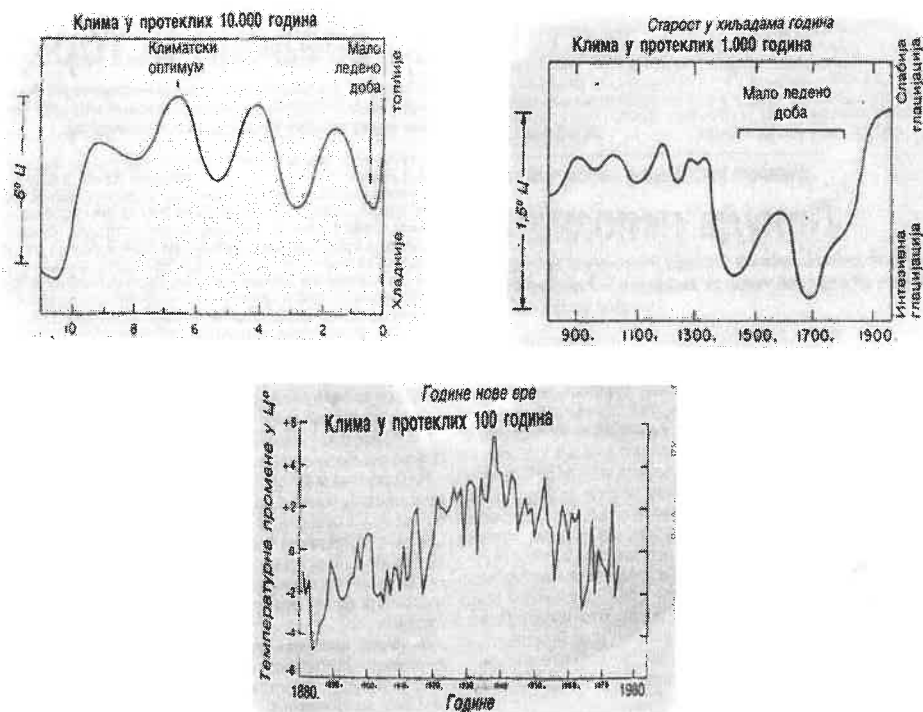 Клима у протеклих 10.000 година
Климатски
оптимум
Мало
ледено
доба
топлије
Хладније
6° Ц
10
8
6
4
2
0
Старост у хиљадама година
Клима у протеклих 1.000 година
Мало ледено
доба
Слабија
глацијација
Интезивна
глацијација
1,5° Ц
900.
1100.
1300.
1500.
1700.
1900.
Године нове ере
Клима у протеклих 100 година
Температурне промене у Ц°
+6
+4
+2
0
-2
-4
-6
1880.
1980
Године